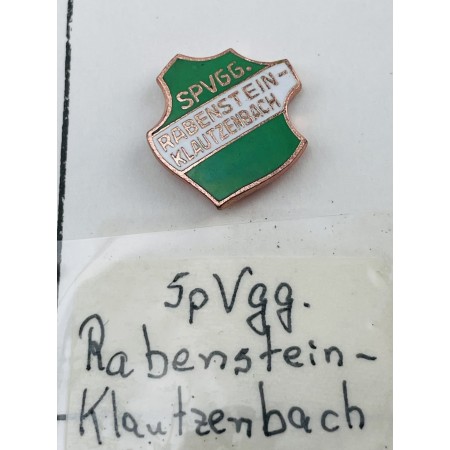 SPVGG.
RABENSTEIN-
KLAUTZENBACH
SpVgg.
Rabenstein-
Klautzenbach